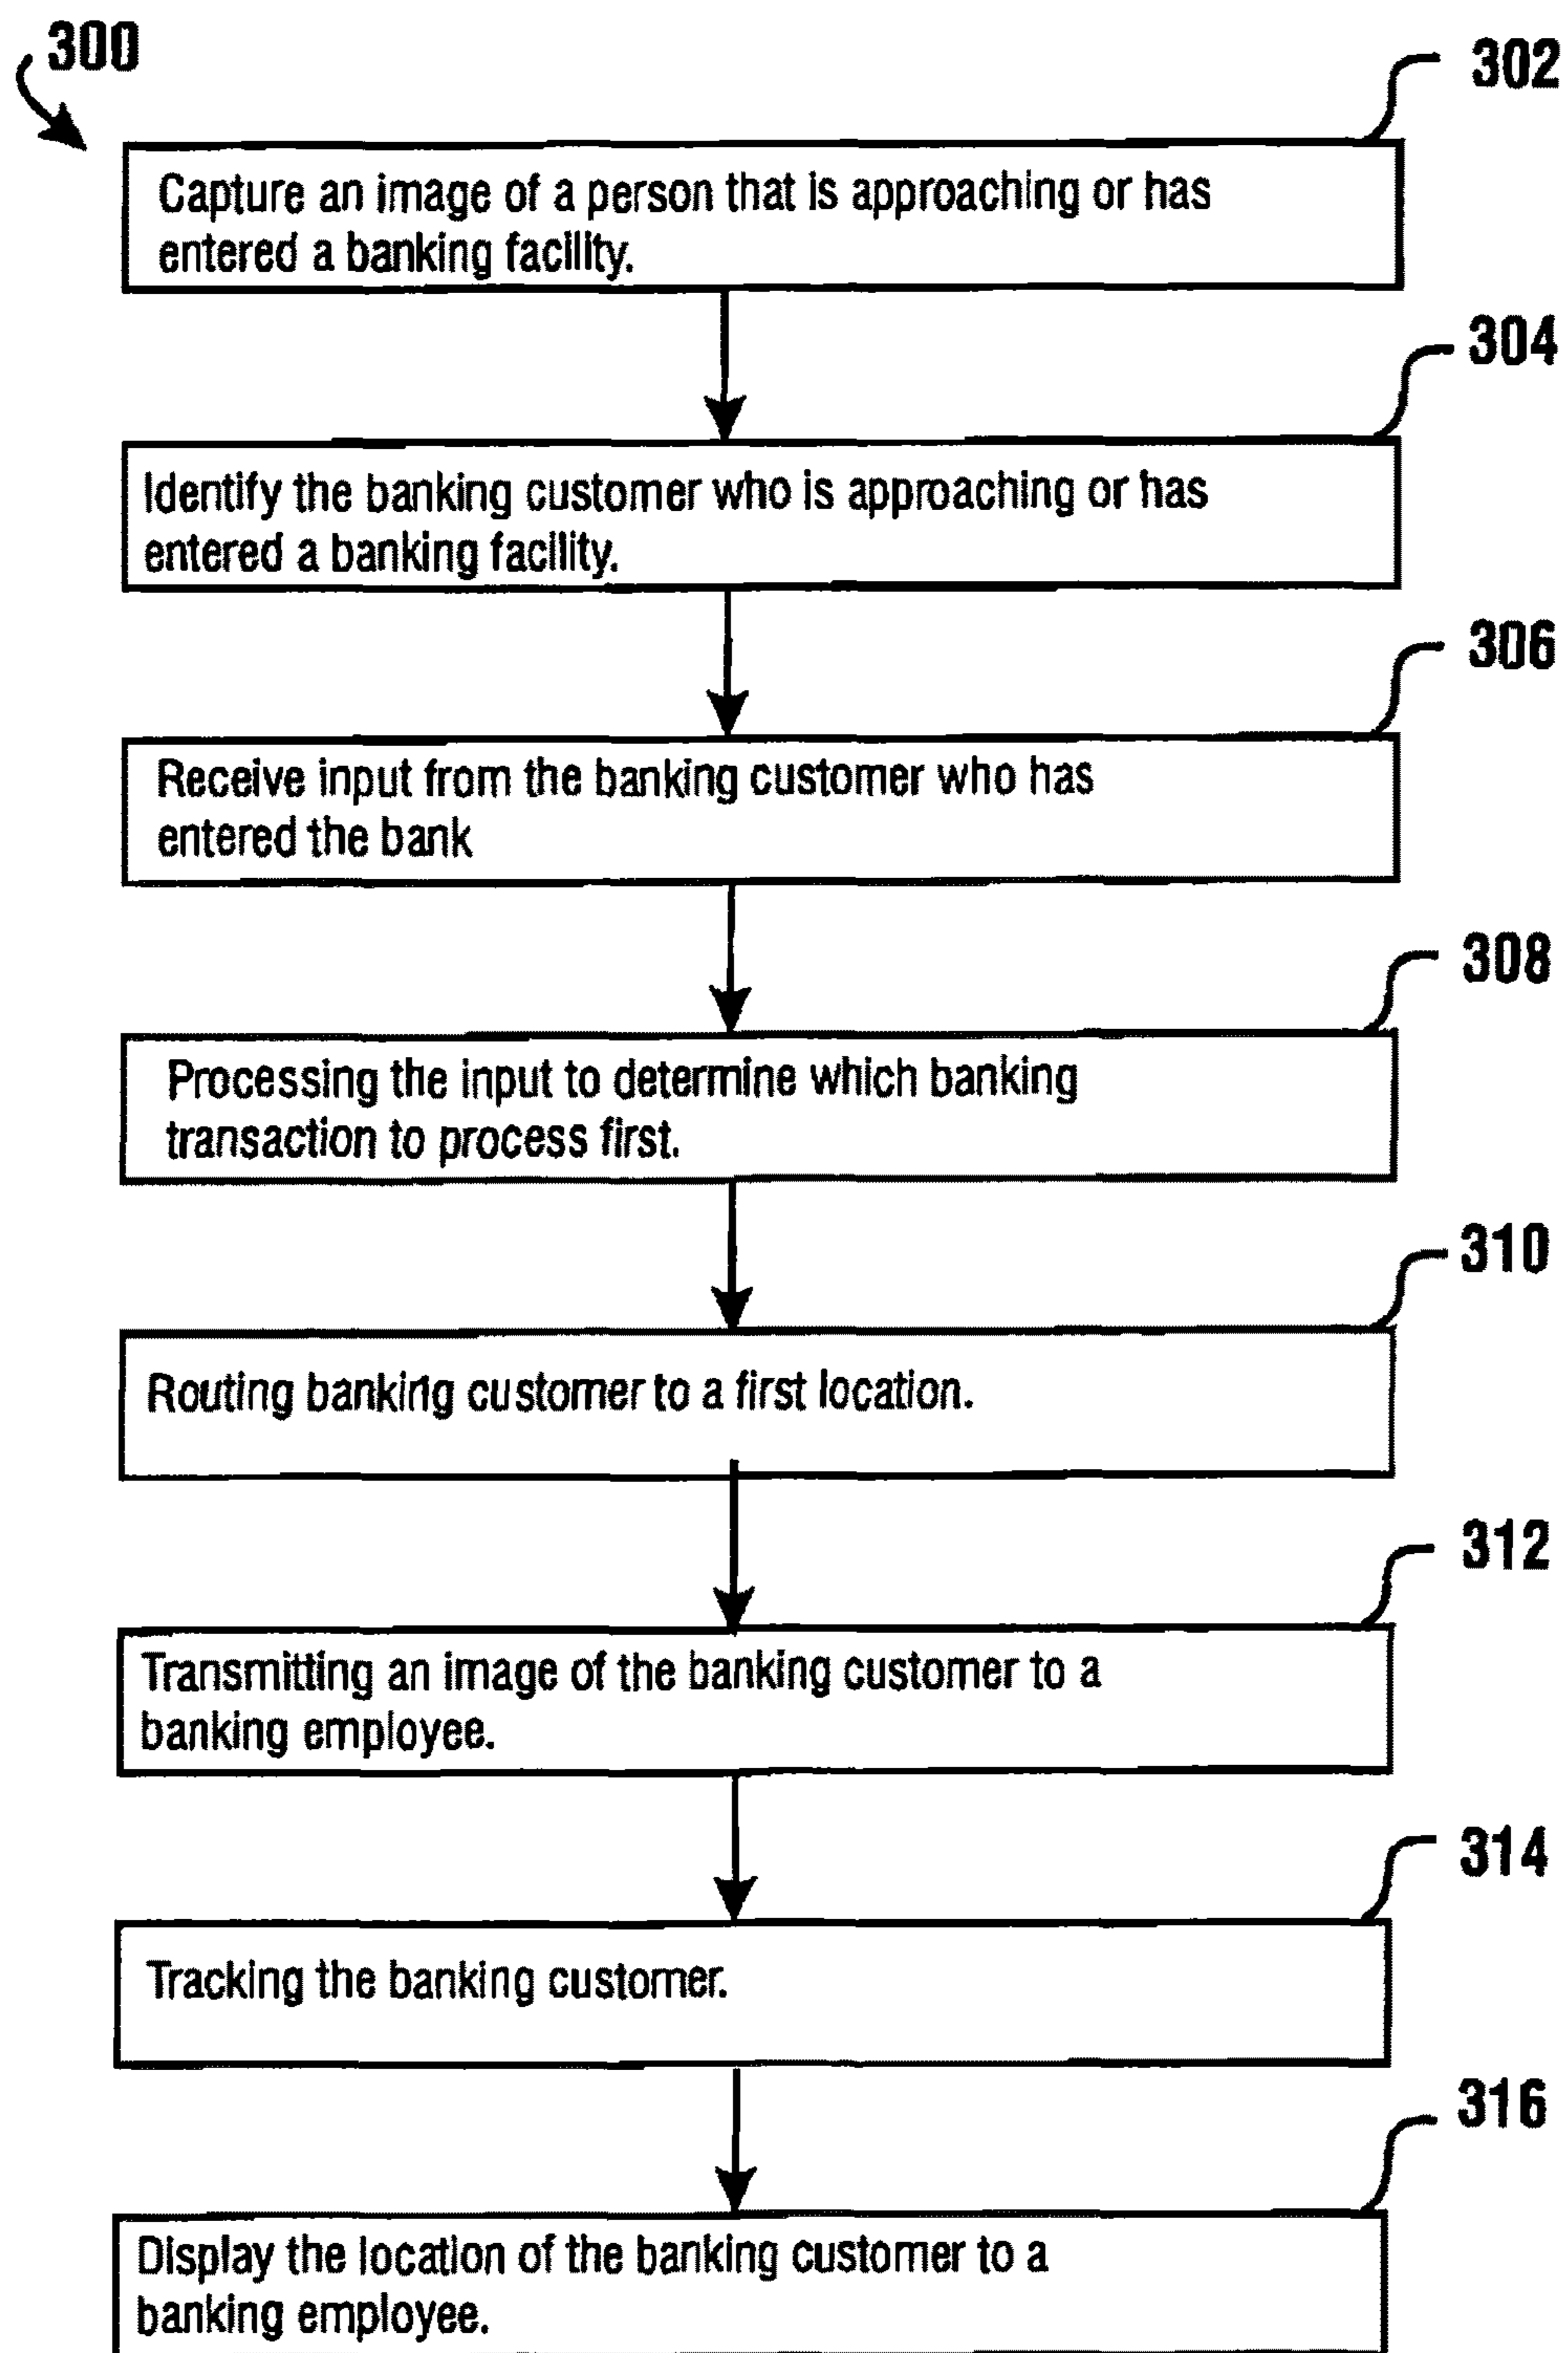 300
302
Capture an image of a person that is approaching or has
entered a banking facility.
304
Identify the banking customer who is approaching or has
entered a banking facility.
306
Receive input from the banking customer who has
entered the bank
308
Processing the input to determine which banking
transaction to process first.
310
Routing banking customer to a first location.
312
Transmitting an image of the banking customer to a
banking employee.
314
Tracking the banking customer.
316
Display the location of the banking customer to a
banking employee.